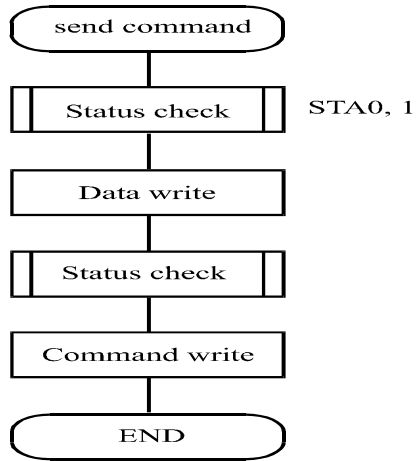 send command
Status check
STA0, 1
Data write
Status check
Command write
END